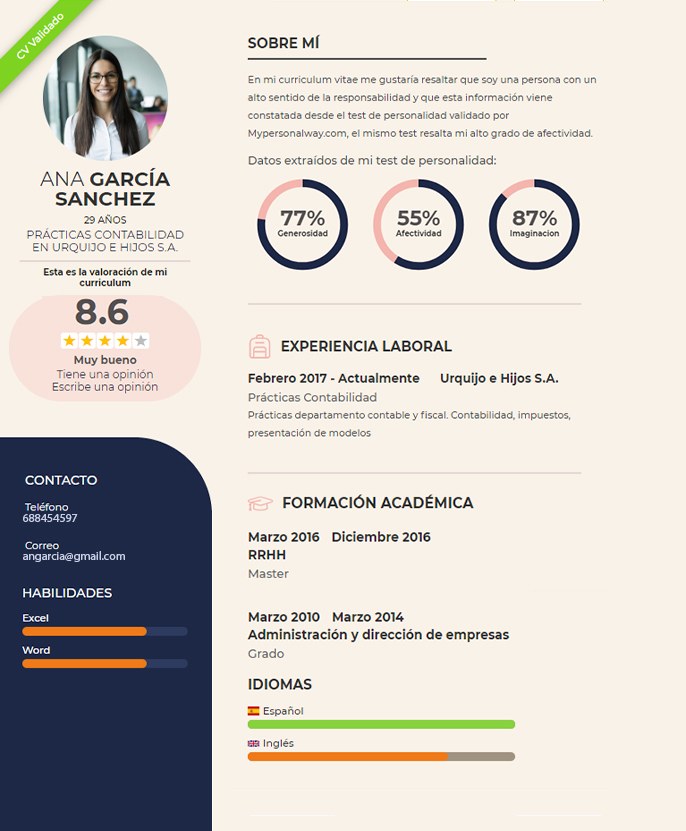 CV Validado
ANA GARCÍA
SANCHEZ
29 AÑOS
PRÁCTICAS CONTABILIDAD
EN URQUIJO E HIJOS S.A.
Esta es la valoración de mi
curriculum
8.6
Muy bueno
Tiene una opinión
Escribe una opinión
CONTACTO
Teléfono
688454597
Correo
angarcia@gmail.com
HABILIDADES
Excel
Word
SOBRE MÍ
En mi curriculum vitae me gustaría resaltar que soy una persona con un
alto sentido de la responsabilidad y que esta información viene
constatada desde el test de personalidad validado por
Mypersonalway.com, el mismo test resalta mi alto grado de afectividad.
Datos extraídos de mi test de personalidad:
77% 55% 87%
Generosidad Afectividad Imaginacion
EXPERIENCIA LABORAL
Febrero 2017 - Actualmente Urquijo e Hijos S.A.
Prácticas Contabilidad
Prácticas departamento contable y fiscal. Contabilidad, impuestos,
presentación de modelos
FORMACIÓN ACADÉMICA
Marzo 2016 Diciembre 2016
RRHH
Master
Marzo 2010 Marzo 2014
Administración y dirección de empresas
Grado
IDIOMAS
Español
Inglés